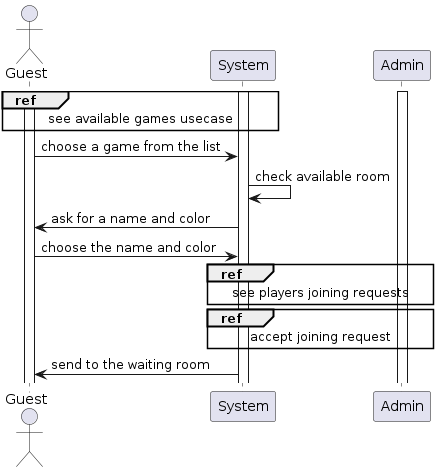 Guest
System
Admin
ref
see available games usecase
choose a game from the list
check available room
ask for a name and color
choose the name and color
ref
see players joining requests
ref
accept joining request
send to the waiting room
Guest
System
Admin